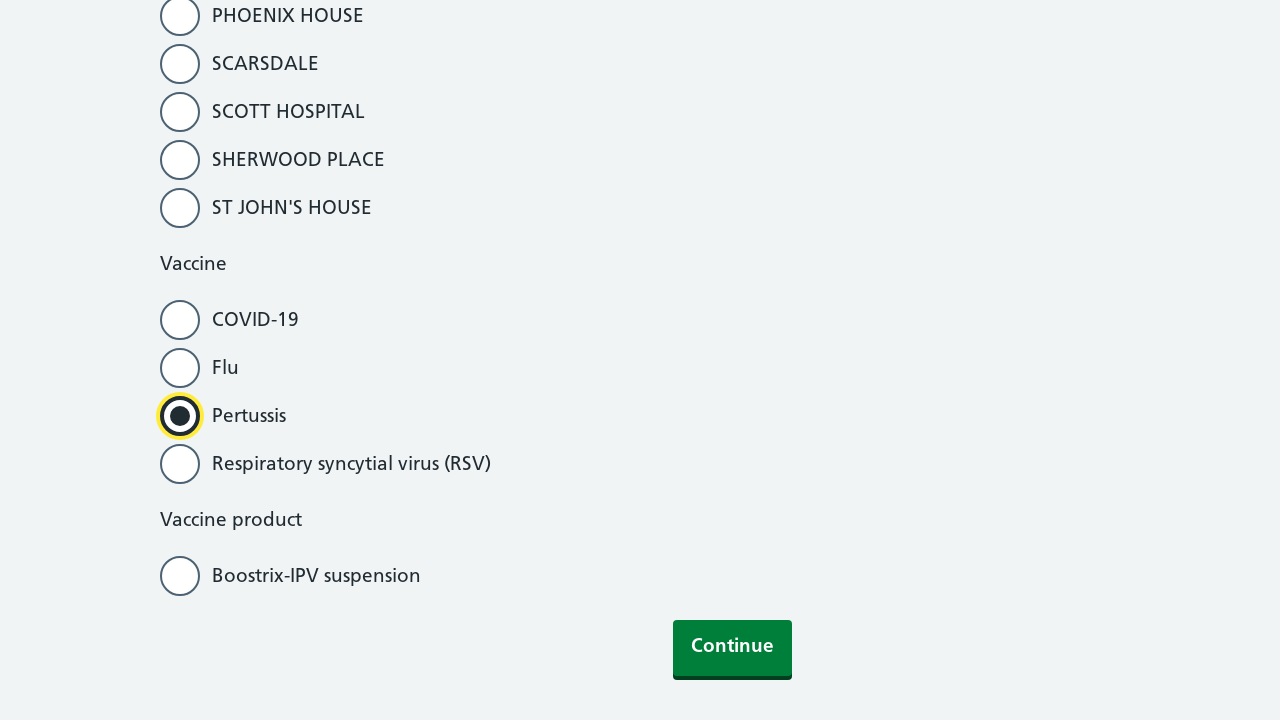 PHOENIX HOUSE
SCARSDALE
SCOTT HOSPITAL
SHERWOOD PLACE
ST JOHN'S HOUSE
Vaccine
COVID-19
Flu
Pertussis
Respiratory syncytial virus (RSV)
Vaccine product
Boostrix-IPV suspension
Continue